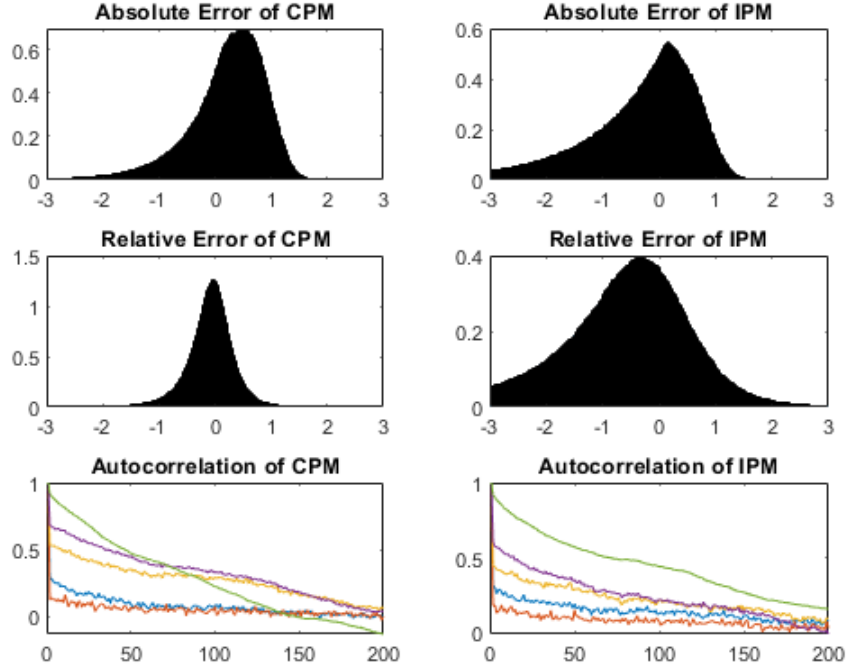 Absolute Error of CPM
0.6
0.4
0.2
0
-3 -2 -1 0 1 2 3
Absolute Error of IPM
0.6
0.4
0.2
0
-3 -2 -1 0 1 2 3
Relative Error of CPM
1.5
1
0.5
0
-3 -2 -1 0 1 2 3
Relative Error of IPM
0.4
0.2
0
-3 -2 -1 0 1 2 3
Autocorrelation of CPM
1
0.5
0
0 50 100 150 200
Autocorrelation of IPM
1
0.5
0
0 50 100 150 200